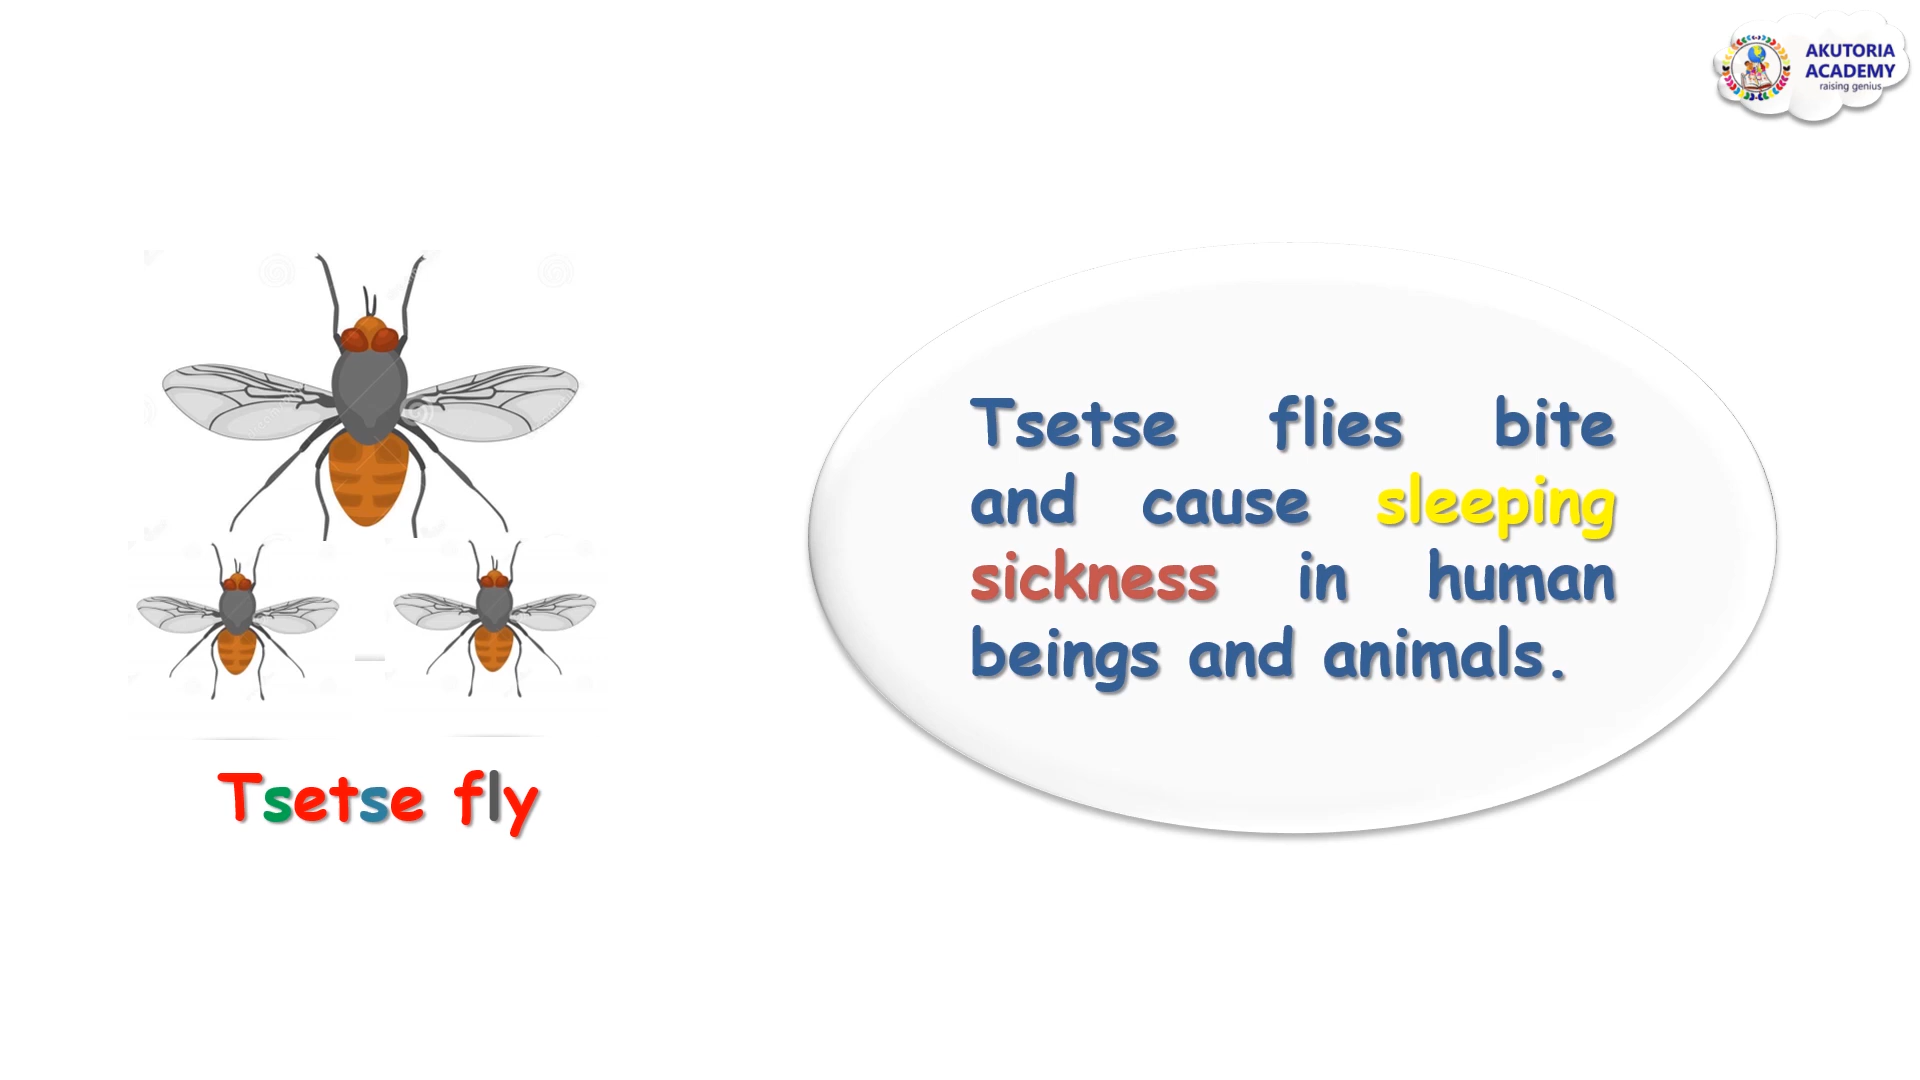 AKUTORIA
ACADEMY
raising genius
Tsetse flies bite
and cause sleeping
sickness in human
beings and animals.
Tsetse fly